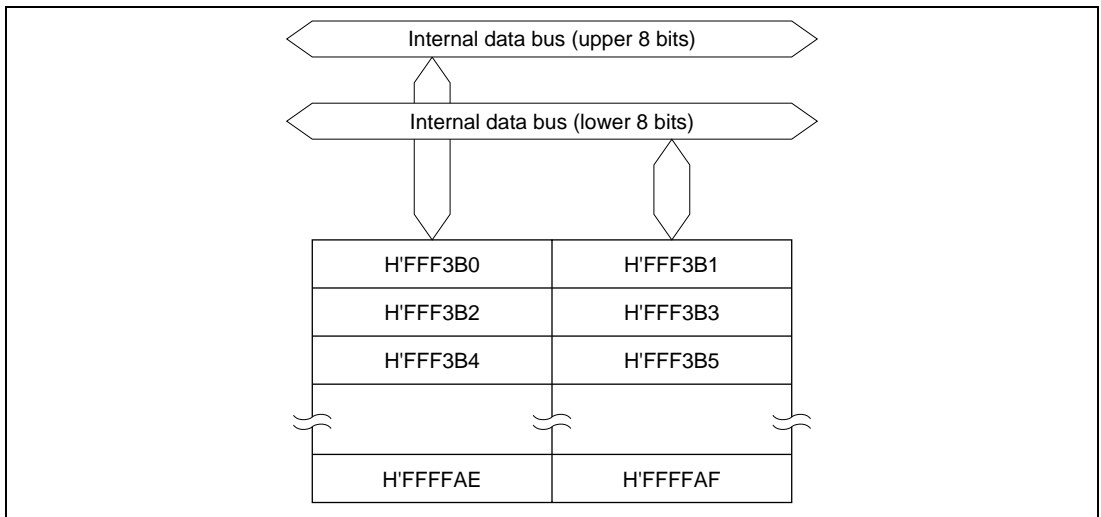 Internal data bus (upper 8 bits)
Internal data bus (lower 8 bits)
H'FFF3B0 H'FFF3B1
H'FFF3B2 H'FFF3B3
H'FFF3B4 H'FFF3B5
H'FFFFAE H'FFFFAF